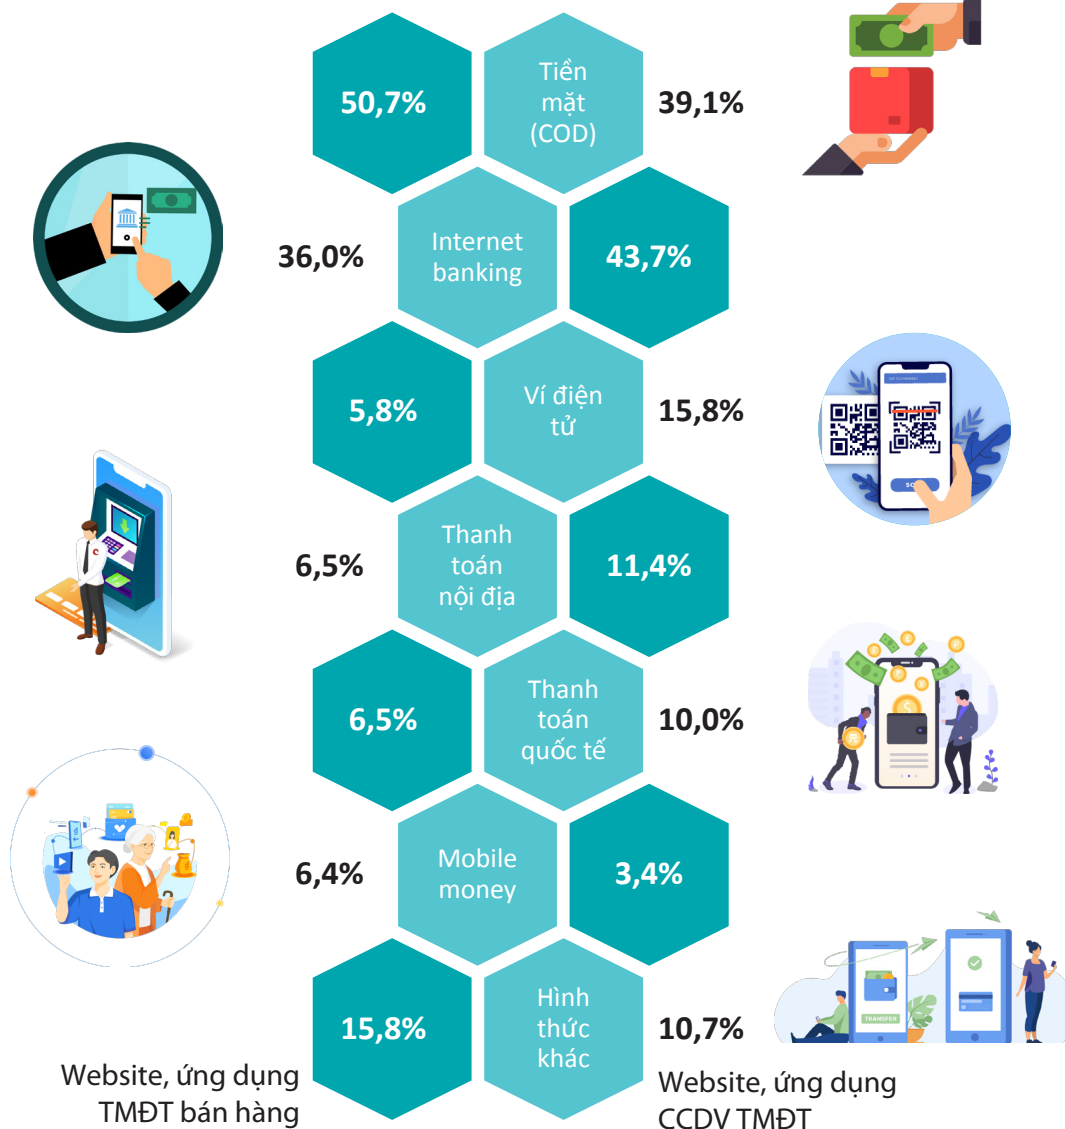 50,7%
Tiền
mặt
(COD)
39,1%
36,0%
Internet
banking
43,7%
5,8%
Ví điện
tử
15,8%
6,5%
Thanh
toán
nội địa
11,4%
6,5%
Thanh
toán
quốc tế
10,0%
6,4%
Mobile
money
3,4%
15,8%
Hình
thức
khác
10,7%
TRANSFER
Website, ứng dụng
TMĐT bán hàng
Website, ứng dụng
CCDV TMĐT